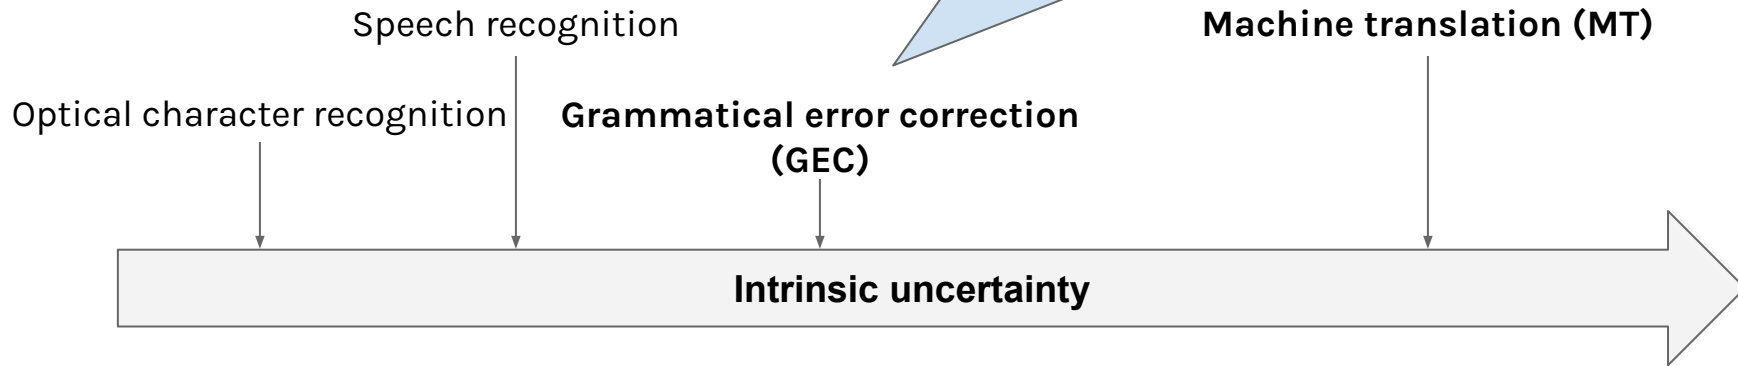 Speech recognition
Machine translation (MT)
Optical character recognition
Grammatical error correction
(GEC)
Intrinsic uncertainty